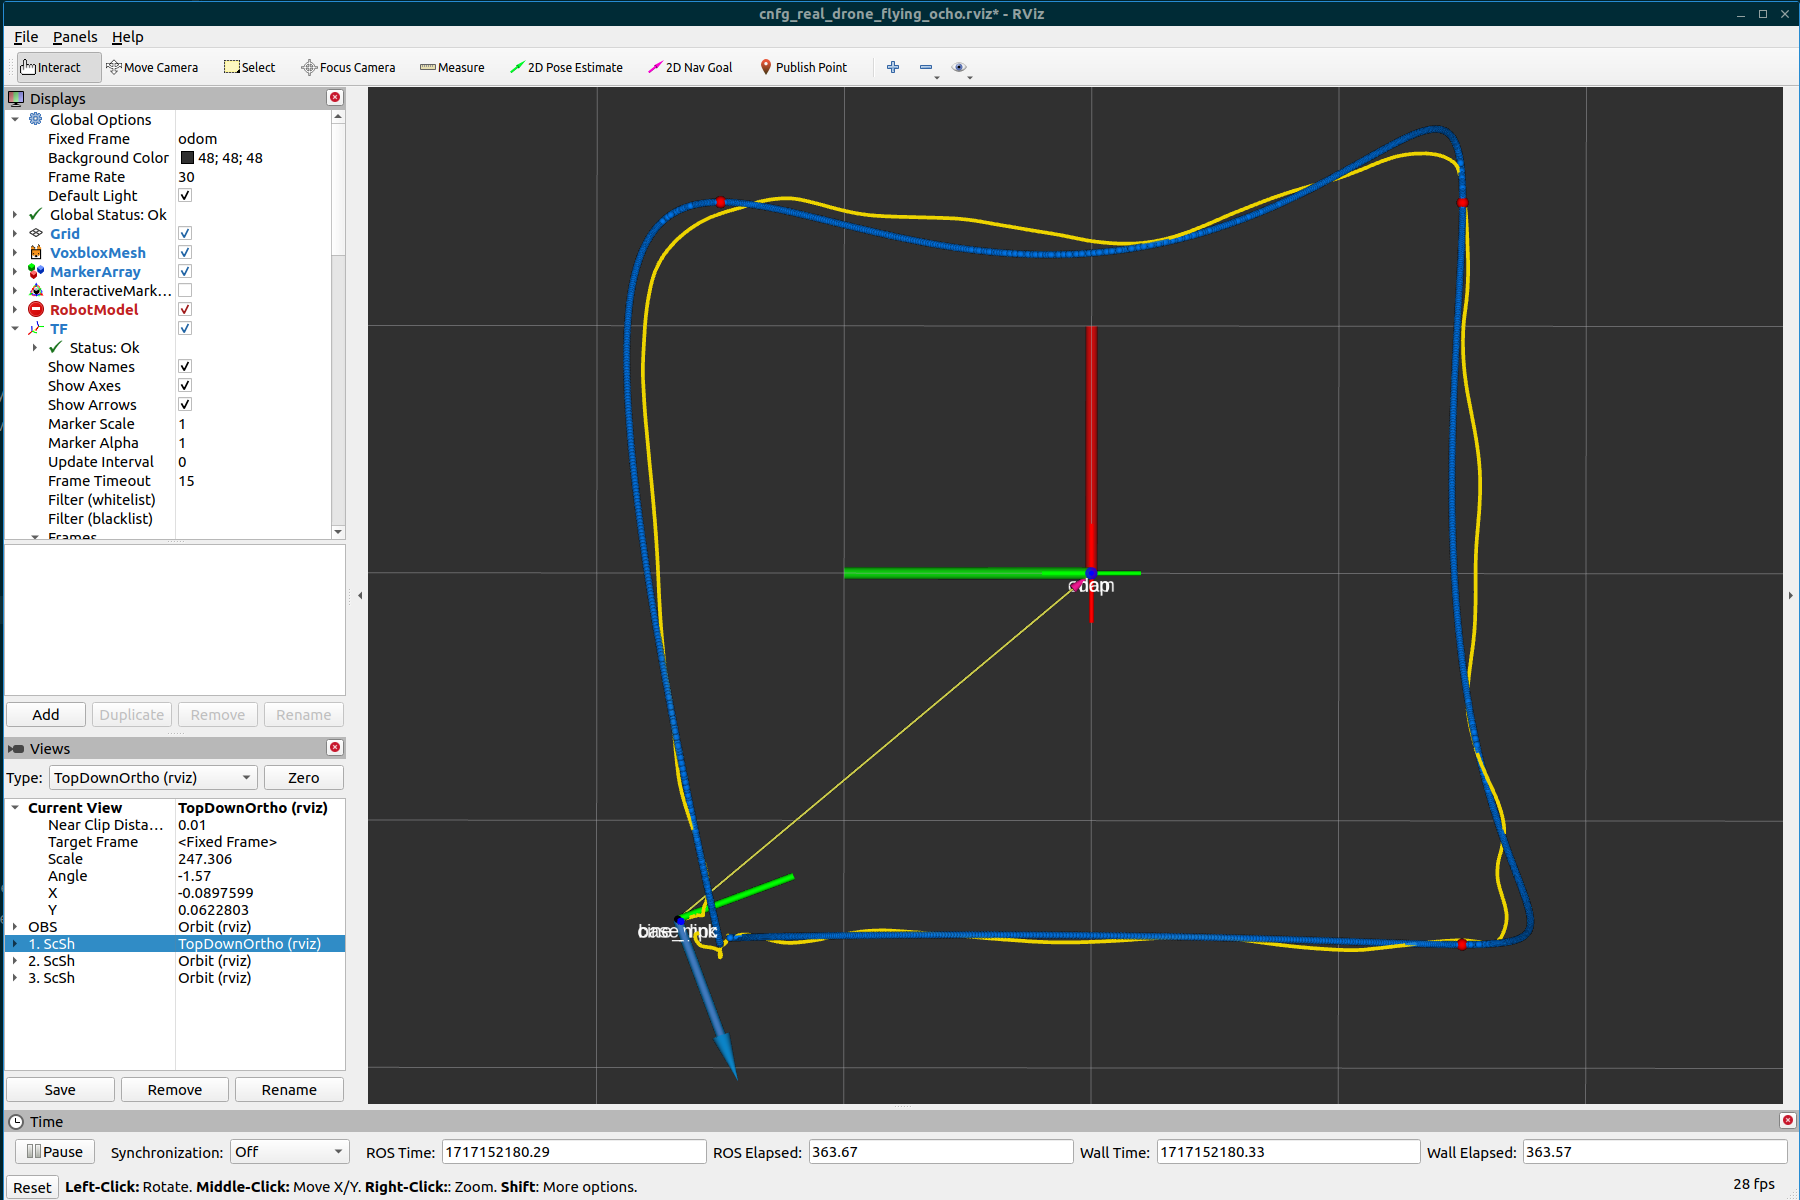 cnfg_real_drone_flying_ocho.rviz* - RViz
File Panels Help
Interact Move Camera Select Focus Camera Measure 2D Pose Estimate 2D Nav Goal Publish Point
Displays
Global Options
Fixed Frame odom
Background Color 48; 48; 48
Frame Rate 30
Default Light
Global Status: Ok
Grid
VoxbloxMesh
MarkerArray
InteractiveMark...
RobotModel
TF
Status: Ok
Show Names
Show Axes
Show Arrows
Marker Scale 1
Marker Alpha 1
Update Interval 0
Frame Timeout 15
Filter (whitelist)
Filter (blacklist)
Frames
Add Duplicate Remove Rename
Views
Type: TopDownOrtho (rviz) Zero
Current View TopDownOrtho (rviz)
Near Clip Dista... 0.01
Target Frame <Fixed Frame>
Scale 247.306
Angle -1.57
X -0.0897599
Y 0.0622803
OBS Orbit (rviz)
1. ScSh TopDownOrtho (rviz)
2. ScSh Orbit (rviz)
3. ScSh Orbit (rviz)
Save Remove Rename
Time
Pause Synchronization: Off ROS Time: 1717152180.29 ROS Elapsed: 363.67 Wall Time: 1717152180.33 Wall Elapsed: 363.57
Reset Left-Click: Rotate. Middle-Click: Move X/Y. Right-Click:: Zoom. Shift: More options. 28 fps